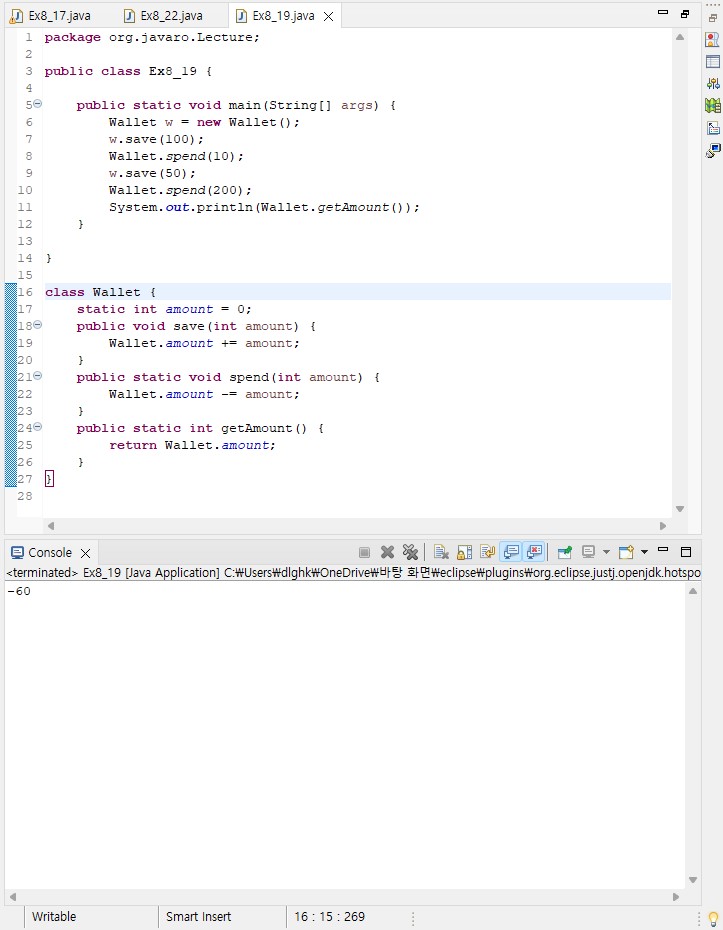 Ex8_17.java Ex8_22.java Ex8_19.java
1 package org.javaro.Lecture;
2
3 public class Ex8_19 {
4
5 public static void main(String[] args) {
6 Wallet w = new Wallet();
7 w.save(100);
8 Wallet.spend(10);
9 w.save(50);
10 Wallet.spend(200);
11 System.out.println(Wallet.getAmount());
12 }
13
14 }
15
16 class Wallet {
17 static int amount = 0;
18 public void save(int amount) {
19 Wallet.amount += amount;
20 }
21 public static void spend(int amount) {
22 Wallet.amount -= amount;
23 }
24 public static int getAmount() {
25 return Wallet.amount;
26 }
27 }
28
Console
<terminated> Ex8_19 [Java Application] C:₩Users₩dlghk₩OneDrive₩바탕 화면₩eclipse₩plugins₩org.eclipse.justj.openjdk.hotspo
-60
Writable Smart Insert 16 : 15 : 269